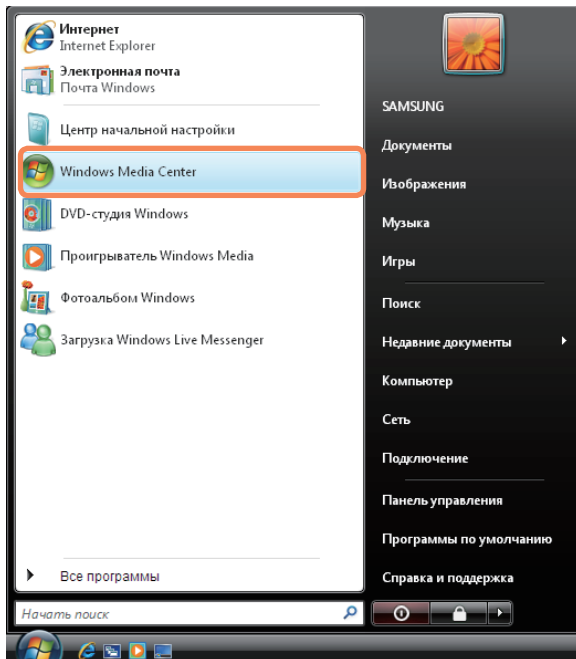 Интернет
Internet Explorer
Электронная почта
Почта Windows
Центр начальной настройки
Windows Media Center
DVD-студия Windows
Проигрыватель Windows Media
Фотоальбом Windows
Загрузка Windows Live Messenger
Все программы
Начать поиск
SAMSUNG
Документы
Изображения
Музыка
Игры
Поиск
Недавние документы
Компьютер
Сеть
Подключение
Панель управления
Программы по умолчанию
Справка и поддержка